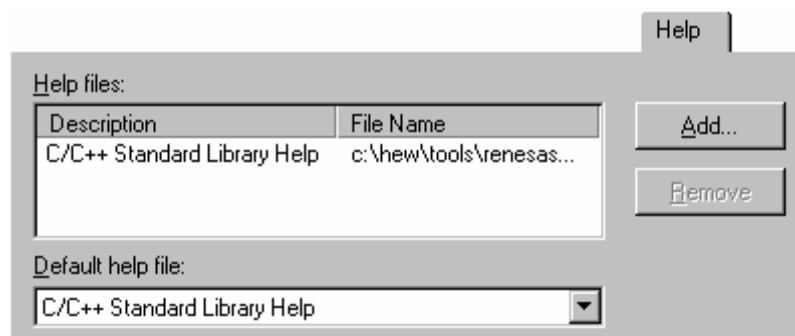 Help
Help files:
Description File Name
C/C++ Standard Library Help c:\hew\tools\renesas...
Add...
Remove
Default help file:
C/C++ Standard Library Help